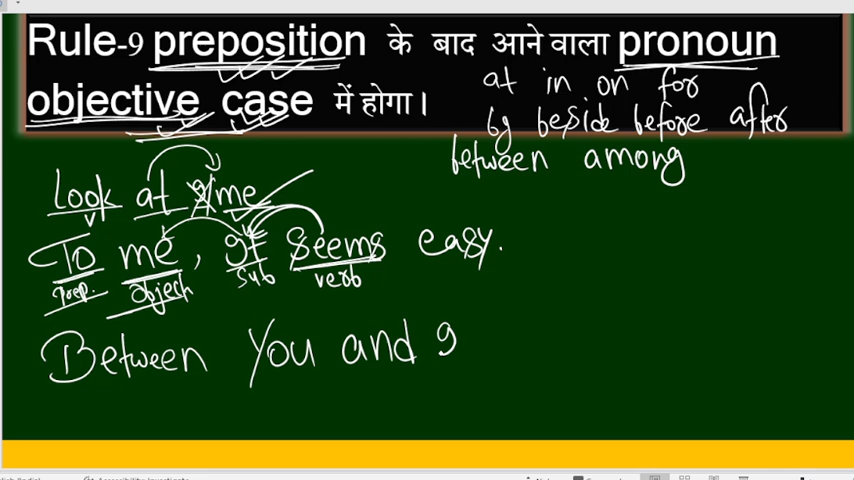 Rule-9 preposition के बाद आने वाला pronoun
objective case में होगा।
at in on for
by beside before after
between among
Look at I me
V
To me, It seems easy.
prep. object sub verb
Between You and I